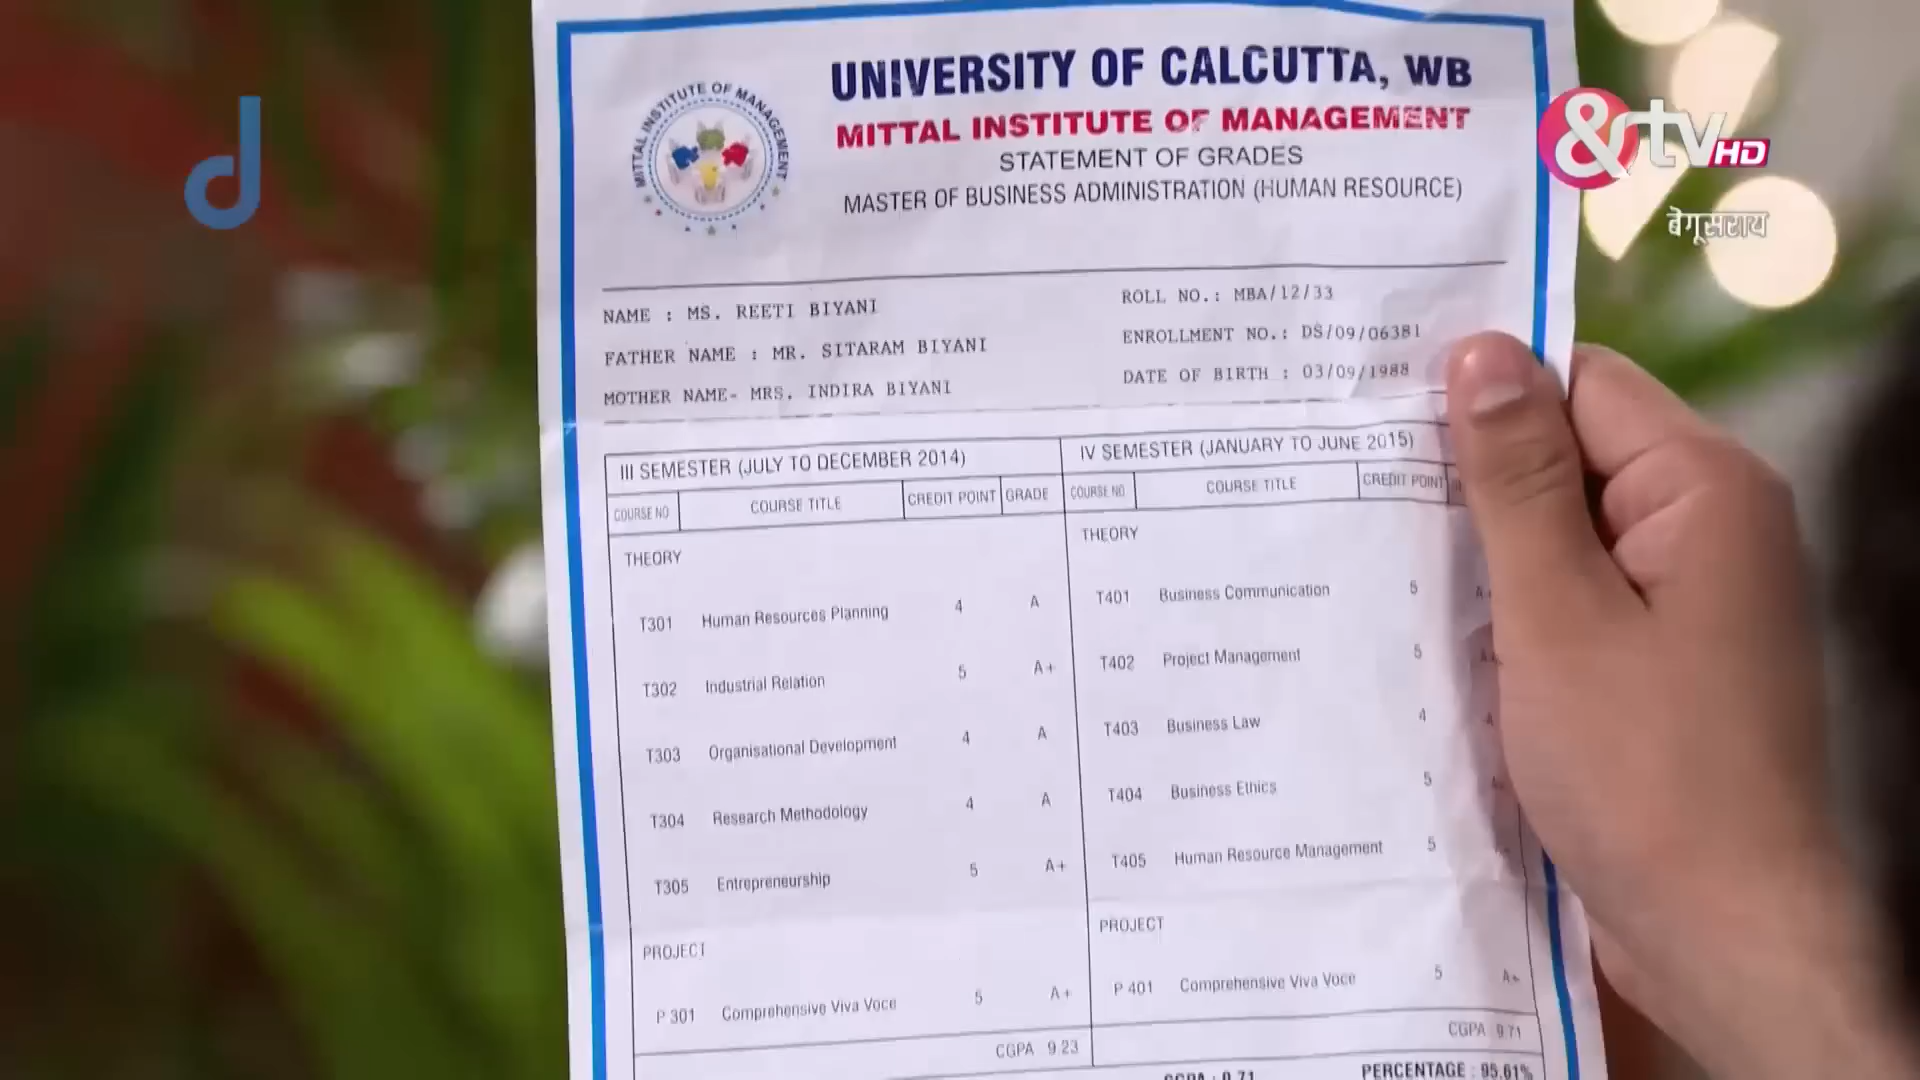 UNIVERSITY OF CALCUTTA, WB
MITTAL INSTITUTE OF MANAGEMENT
MITTAL INSTITUTE OF MANAGEMENT
STATEMENT OF GRADES
MASTER OF BUSINESS ADMINISTRATION (HUMAN RESOURCE)
d
&tv HD
बेगूसराय
NAME : MS. REETI BIYANI
FATHER NAME : MR. SITARAM BIYANI
MOTHER NAME- MRS. INDIRA BIYANI
ROLL NO.: MBA/12/33
ENROLLMENT NO.: DS/09/06381
DATE OF BIRTH : 03/09/1988
III SEMESTER (JULY TO DECEMBER 2014)
COURSE NO COURSE TITLE CREDIT POINT GRADE
THEORY
T301 Human Resources Planning 4 A
T302 Industrial Relation 5 A+
T303 Organisational Development 4 A
T304 Research Methodology 4 A
T305 Entrepreneurship 5 A+
PROJECT
P 301 Comprehensive Viva Voce 5 A+
CGPA 9.23
IV SEMESTER (JANUARY TO JUNE 2015)
COURSE NO COURSE TITLE CREDIT POINT
THEORY
T401 Business Communication 5
T402 Project Management 5
T403 Business Law 4 A
T404 Business Ethics 5
T405 Human Resource Management 5
PROJECT
P 401 Comprehensive Viva Voce 5 A+
CGPA 9.71
CGPA : 9.71 PERCENTAGE : 95.61%